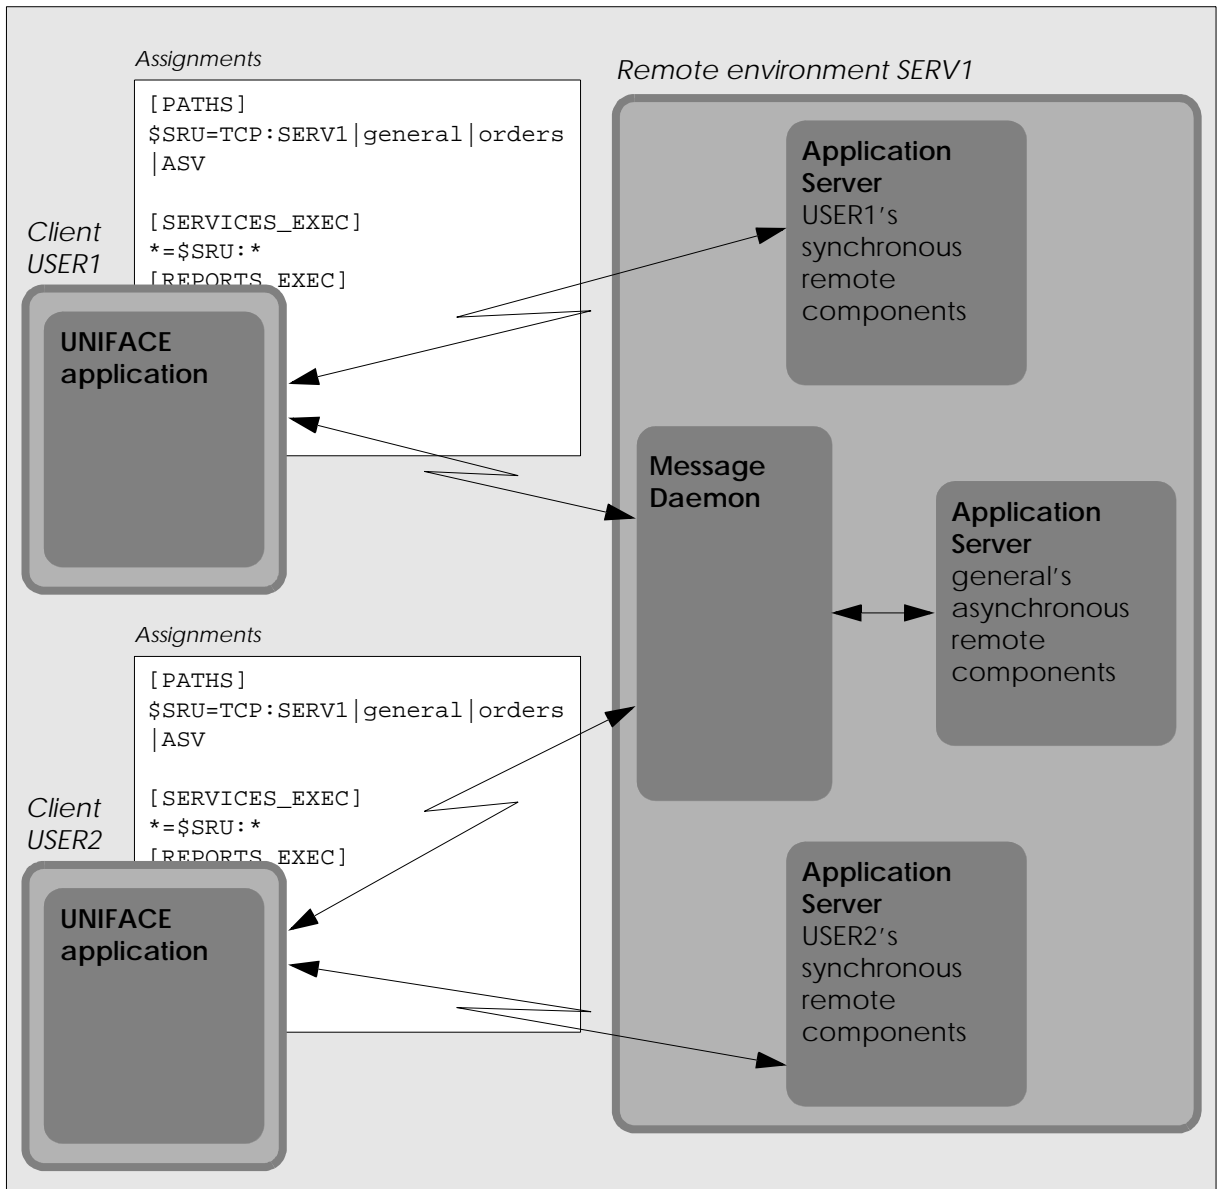 Assignments
[PATHS]
$SRU=TCP:SERV1|general|orders
|ASV
[SERVICES_EXEC]
*=$SRU:*
[REPORTS_EXEC]
Client
USER1
UNIFACE
application
Remote environment SERV1
Application
Server
USER1's
synchronous
remote
components
Message
Daemon
Application
Server
general's
asynchronous
remote
components
Assignments
[PATHS]
$SRU=TCP:SERV1|general|orders
|ASV
[SERVICES_EXEC]
*=$SRU:*
[REPORTS_EXEC]
Client
USER2
UNIFACE
application
Application
Server
USER2's
synchronous
remote
components